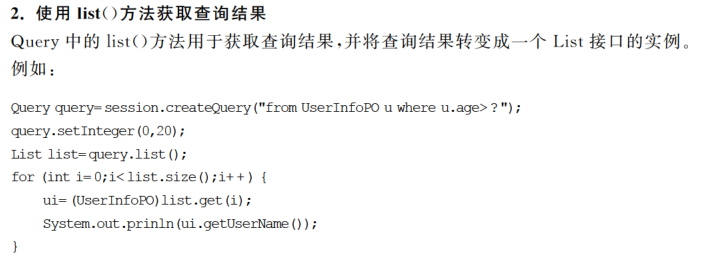 2. 使用 list()方法获取查询结果
Query 中的 list()方法用于获取查询结果,并将查询结果转变成一个 List 接口的实例。
例如:
Query query=session.createQuery("from UserInfoPO u where u.age>?");
query.setInteger(0,20);
List list=query.list();
for (int i=0;i<list.size();i++) {
    ui=(UserInfoPO)list.get(i);
    System.out.prinln(ui.getUserName());
}